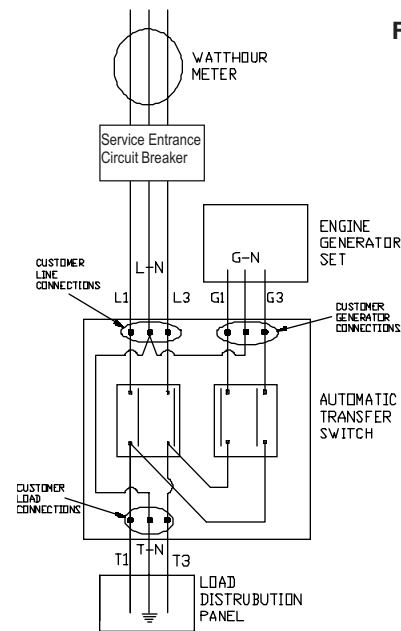 F
WATTHOUR
METER
Service Entrance
Circuit Breaker
ENGINE
GENERATOR
SET
G-N
CUSTOMER
LINE
CONNECTIONS
L-N
L1
L3
G1
G3
CUSTOMER
GENERATOR
CONNECTIONS
AUTOMATIC
TRANSFER
SWITCH
CUSTOMER
LOAD
CONNECTIONS
T-N
T1
T3
LOAD
DISTRUBUTION
PANEL